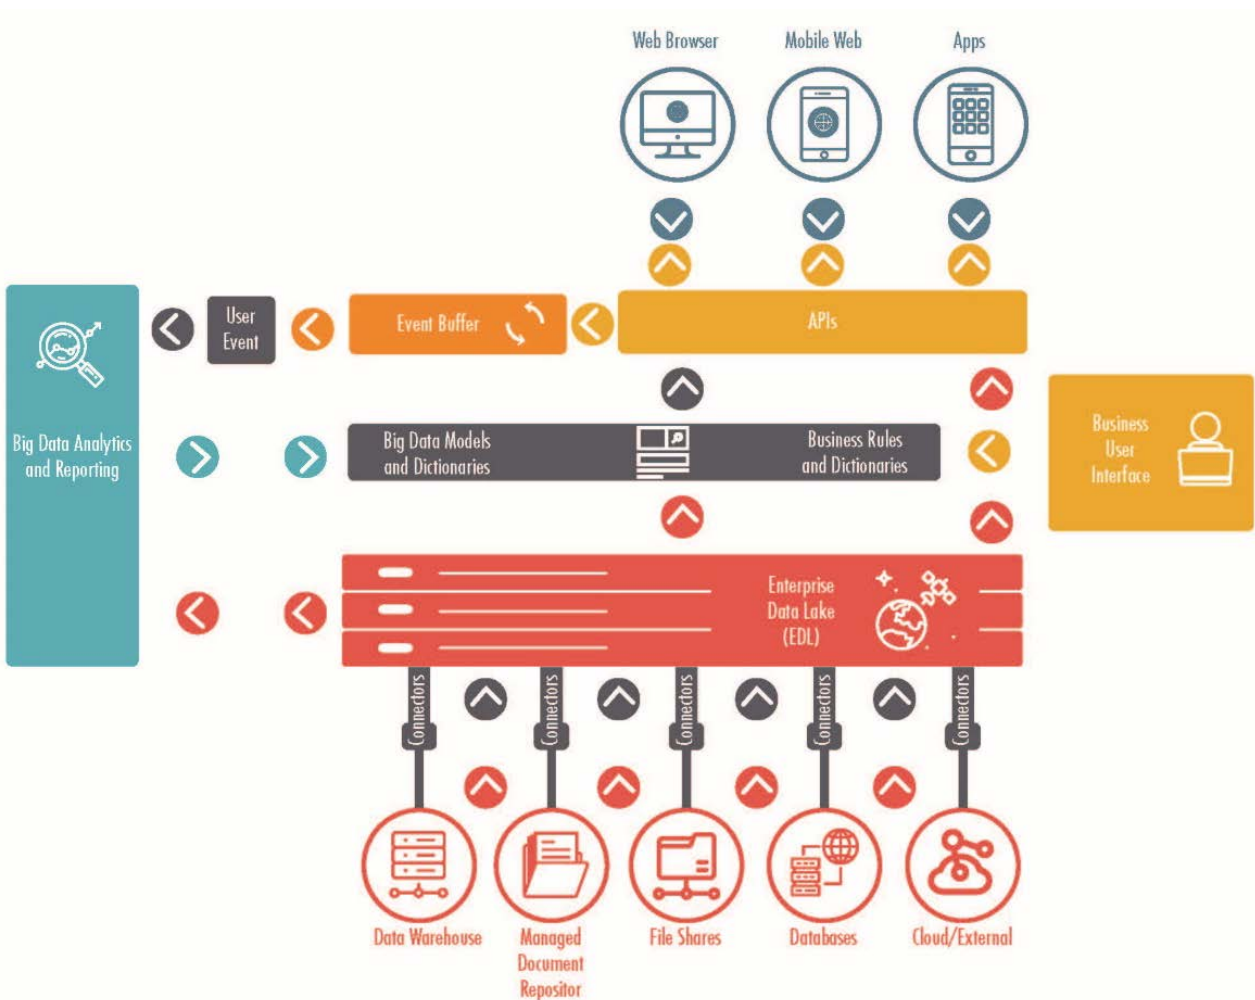 Web Browser
Mobile Web
Apps
User
Event
Event Buffer
APIs
Big Data Analytics
and Reporting
Big Data Models
and Dictionaries
Business Rules
and Dictionaries
Business
User
Interface
Enterprise
Data Lake
(EDL)
Connectors
Connectors
Connectors
Connectors
Connectors
Data Warehouse
Managed
Document
Repositor
File Shares
Databases
Cloud/External